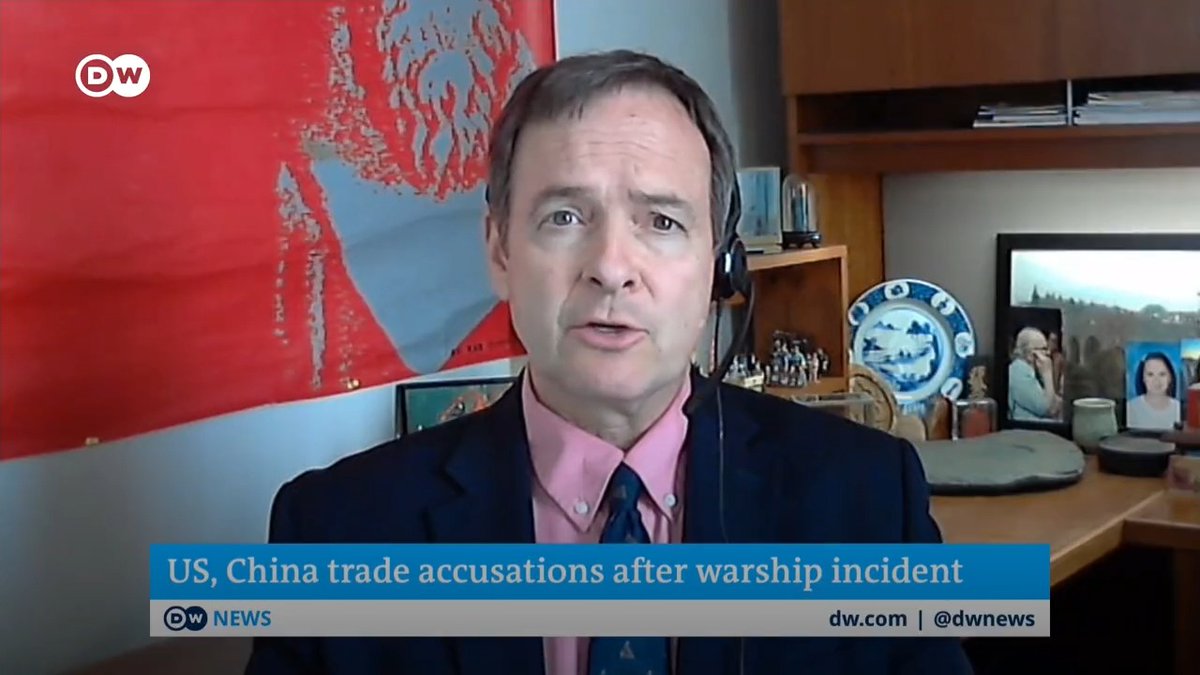 DW
US, China trade accusations after warship incident
DW NEWS
dw.com | @dwnews